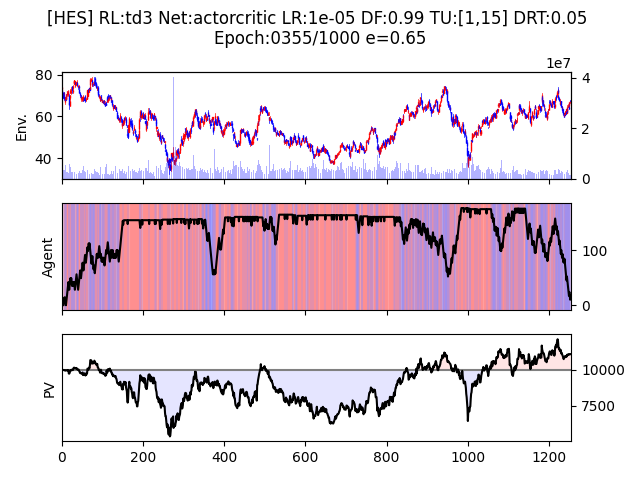 [HES] RL:td3 Net:actorcritic LR:1e-05 DF:0.99 TU:[1,15] DRT:0.05
Epoch:0355/1000 e=0.65
1e7
80
60
40
Env.
4
2
0
Agent
100
0
PV
10000
7500
0 200 400 600 800 1000 1200